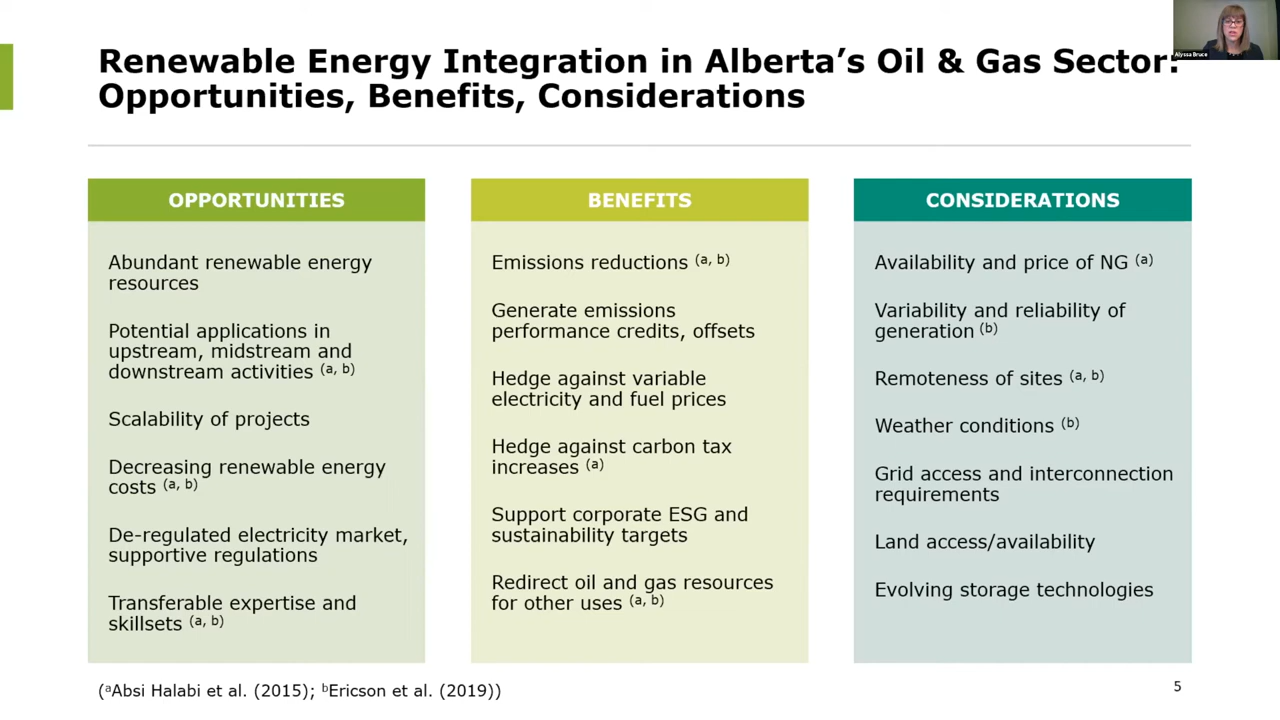 Renewable Energy Integration in Alberta’s Oil & Gas Sector:
Opportunities, Benefits, Considerations
Alyssa Bruce
OPPORTUNITIES
Abundant renewable energy
resources
Potential applications in
upstream, midstream and
downstream activities (a, b)
Scalability of projects
Decreasing renewable energy
costs (a, b)
De-regulated electricity market,
supportive regulations
Transferable expertise and
skillsets (a, b)
BENEFITS
Emissions reductions (a, b)
Generate emissions
performance credits, offsets
Hedge against variable
electricity and fuel prices
Hedge against carbon tax
increases (a)
Support corporate ESG and
sustainability targets
Redirect oil and gas resources
for other uses (a, b)
CONSIDERATIONS
Availability and price of NG (a)
Variability and reliability of
generation (b)
Remoteness of sites (a, b)
Weather conditions (b)
Grid access and interconnection
requirements
Land access/availability
Evolving storage technologies
(aAbsi Halabi et al. (2015); bEricson et al. (2019))
5